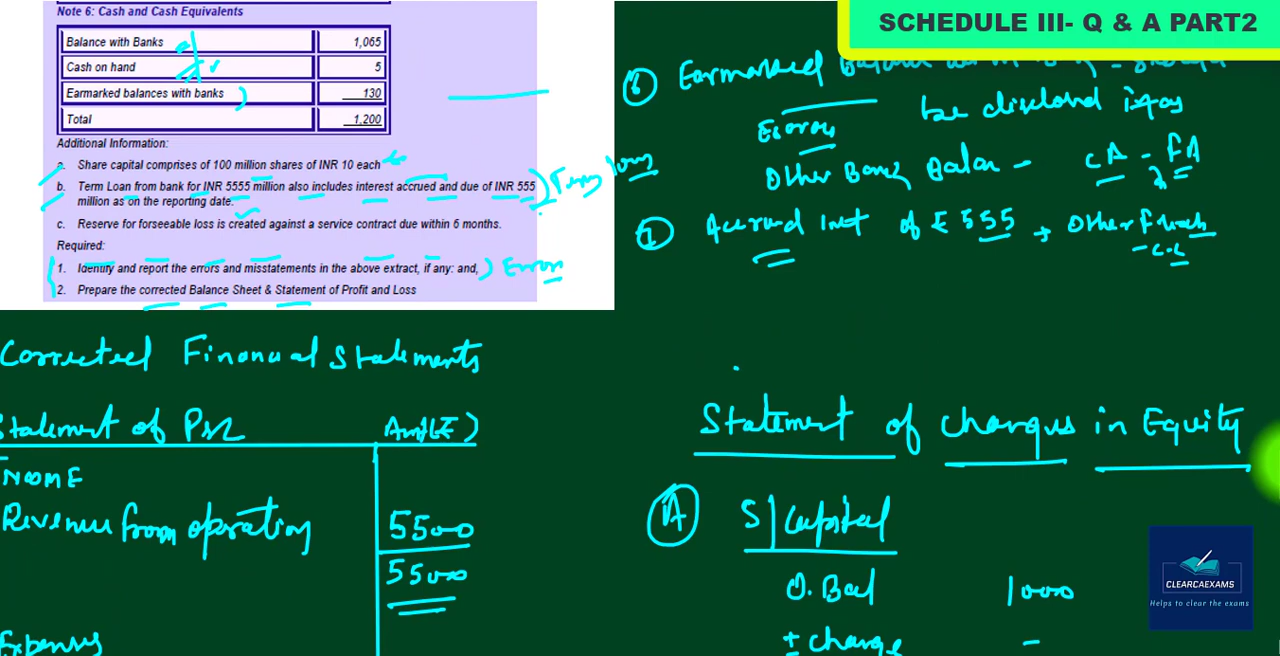 Note 6: Cash and Cash Equivalents
Balance with Banks 1,065
Cash on hand 5
Earmarked balances with banks 130
Total 1,200
Additional Information:
a. Share capital comprises of 100 million shares of INR 10 each
b. Term Loan from bank for INR 5555 million also includes interest accrued and due of INR 555
million as on the reporting date.
c. Reserve for forseeable loss is created against a service contract due within 6 months.
Required:
1. Identify and report the errors and misstatements in the above extract, if any: and,
2. Prepare the corrected Balance Sheet & Statement of Profit and Loss
Term loan
Error
SCHEDULE III- Q & A PART2
Earmarked
be disclosed
Other Bank Balan - CA - FA
Accrued Int of ₹ 555, Other
- C.L
Corrected Financial Statements
Statement of P&L Amt(₹)
Income
Revenue from operation 5500
5500
Expenses
Statement of changes in Equity
A S/Capital
O. Bal 1000
± change -
CLEARCAEXAMS
Helps to clear the exams